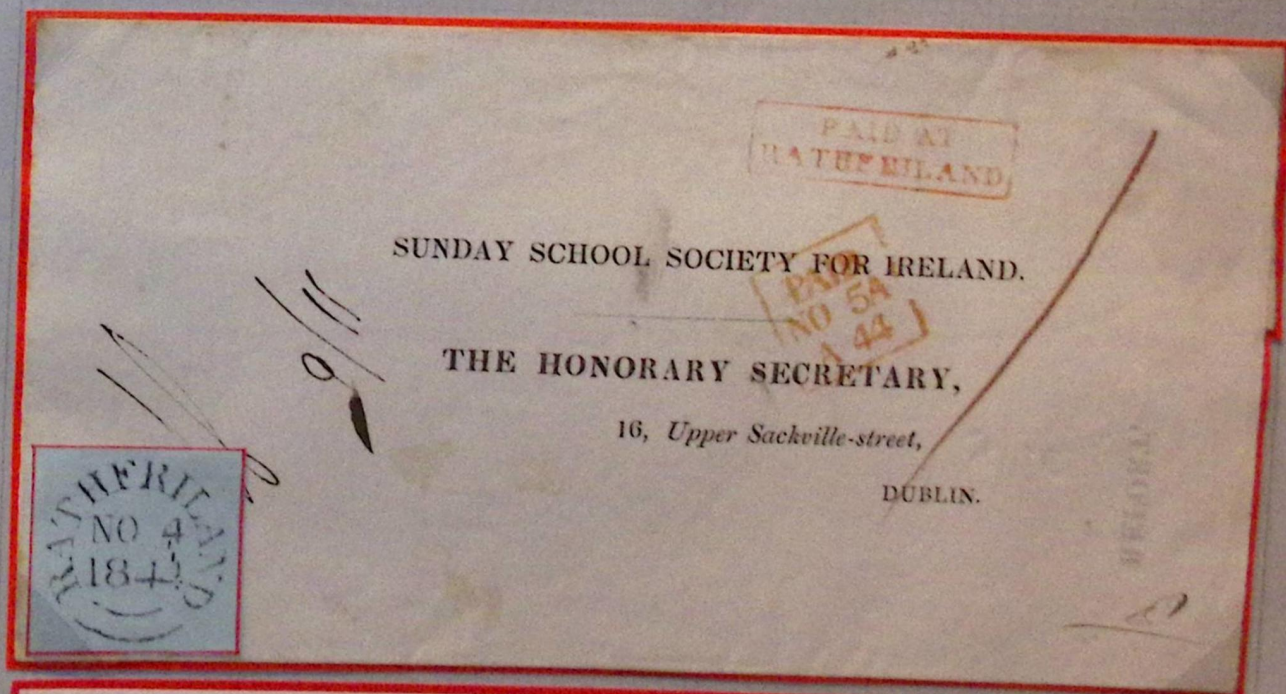 PAID AT
RATHFRILAND
SUNDAY SCHOOL SOCIETY FOR IRELAND.
PAID
NO 5A
A 44
THE HONORARY SECRETARY,
16, Upper Sackville-street,
DUBLIN.
RATHFRILAND
NO 4
184